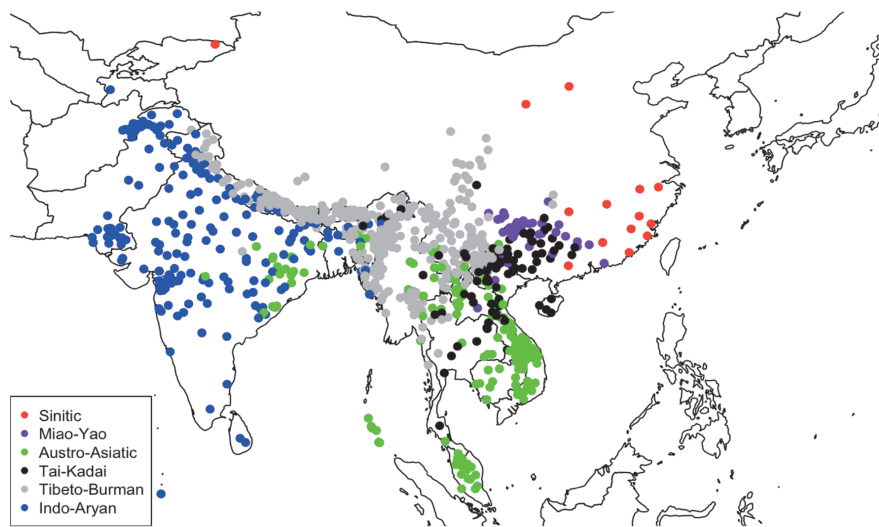 Sinitic
Miao-Yao
Austro-Asiatic
Tai-Kadai
Tibeto-Burman
Indo-Aryan